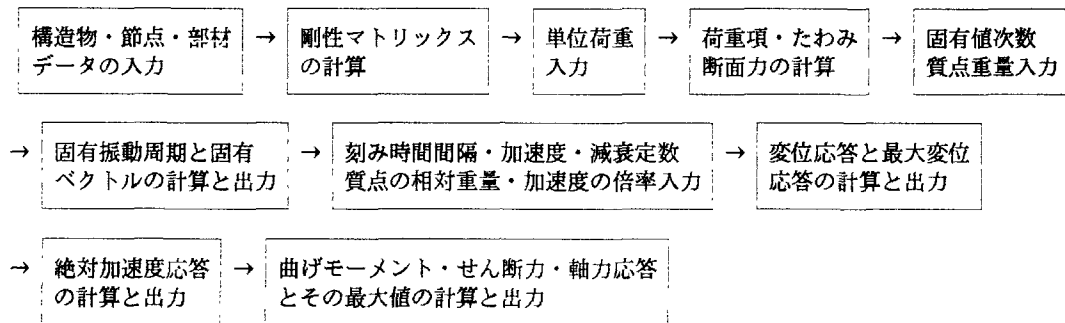 構造物・節点・部材
データの入力
→
剛性マトリックス
の計算
→
単位荷重
入力
→
荷重項・たわみ
断面力の計算
→
固有値次数
質点重量入力
→
固有振動周期と固有
ベクトルの計算と出力
→
刻み時間間隔・加速度・減衰定数
質点の相対重量・加速度の倍率入力
→
変位応答と最大変位
応答の計算と出力
→
絶対加速度応答
の計算と出力
→
曲げモーメント・せん断力・軸力応答
とその最大値の計算と出力